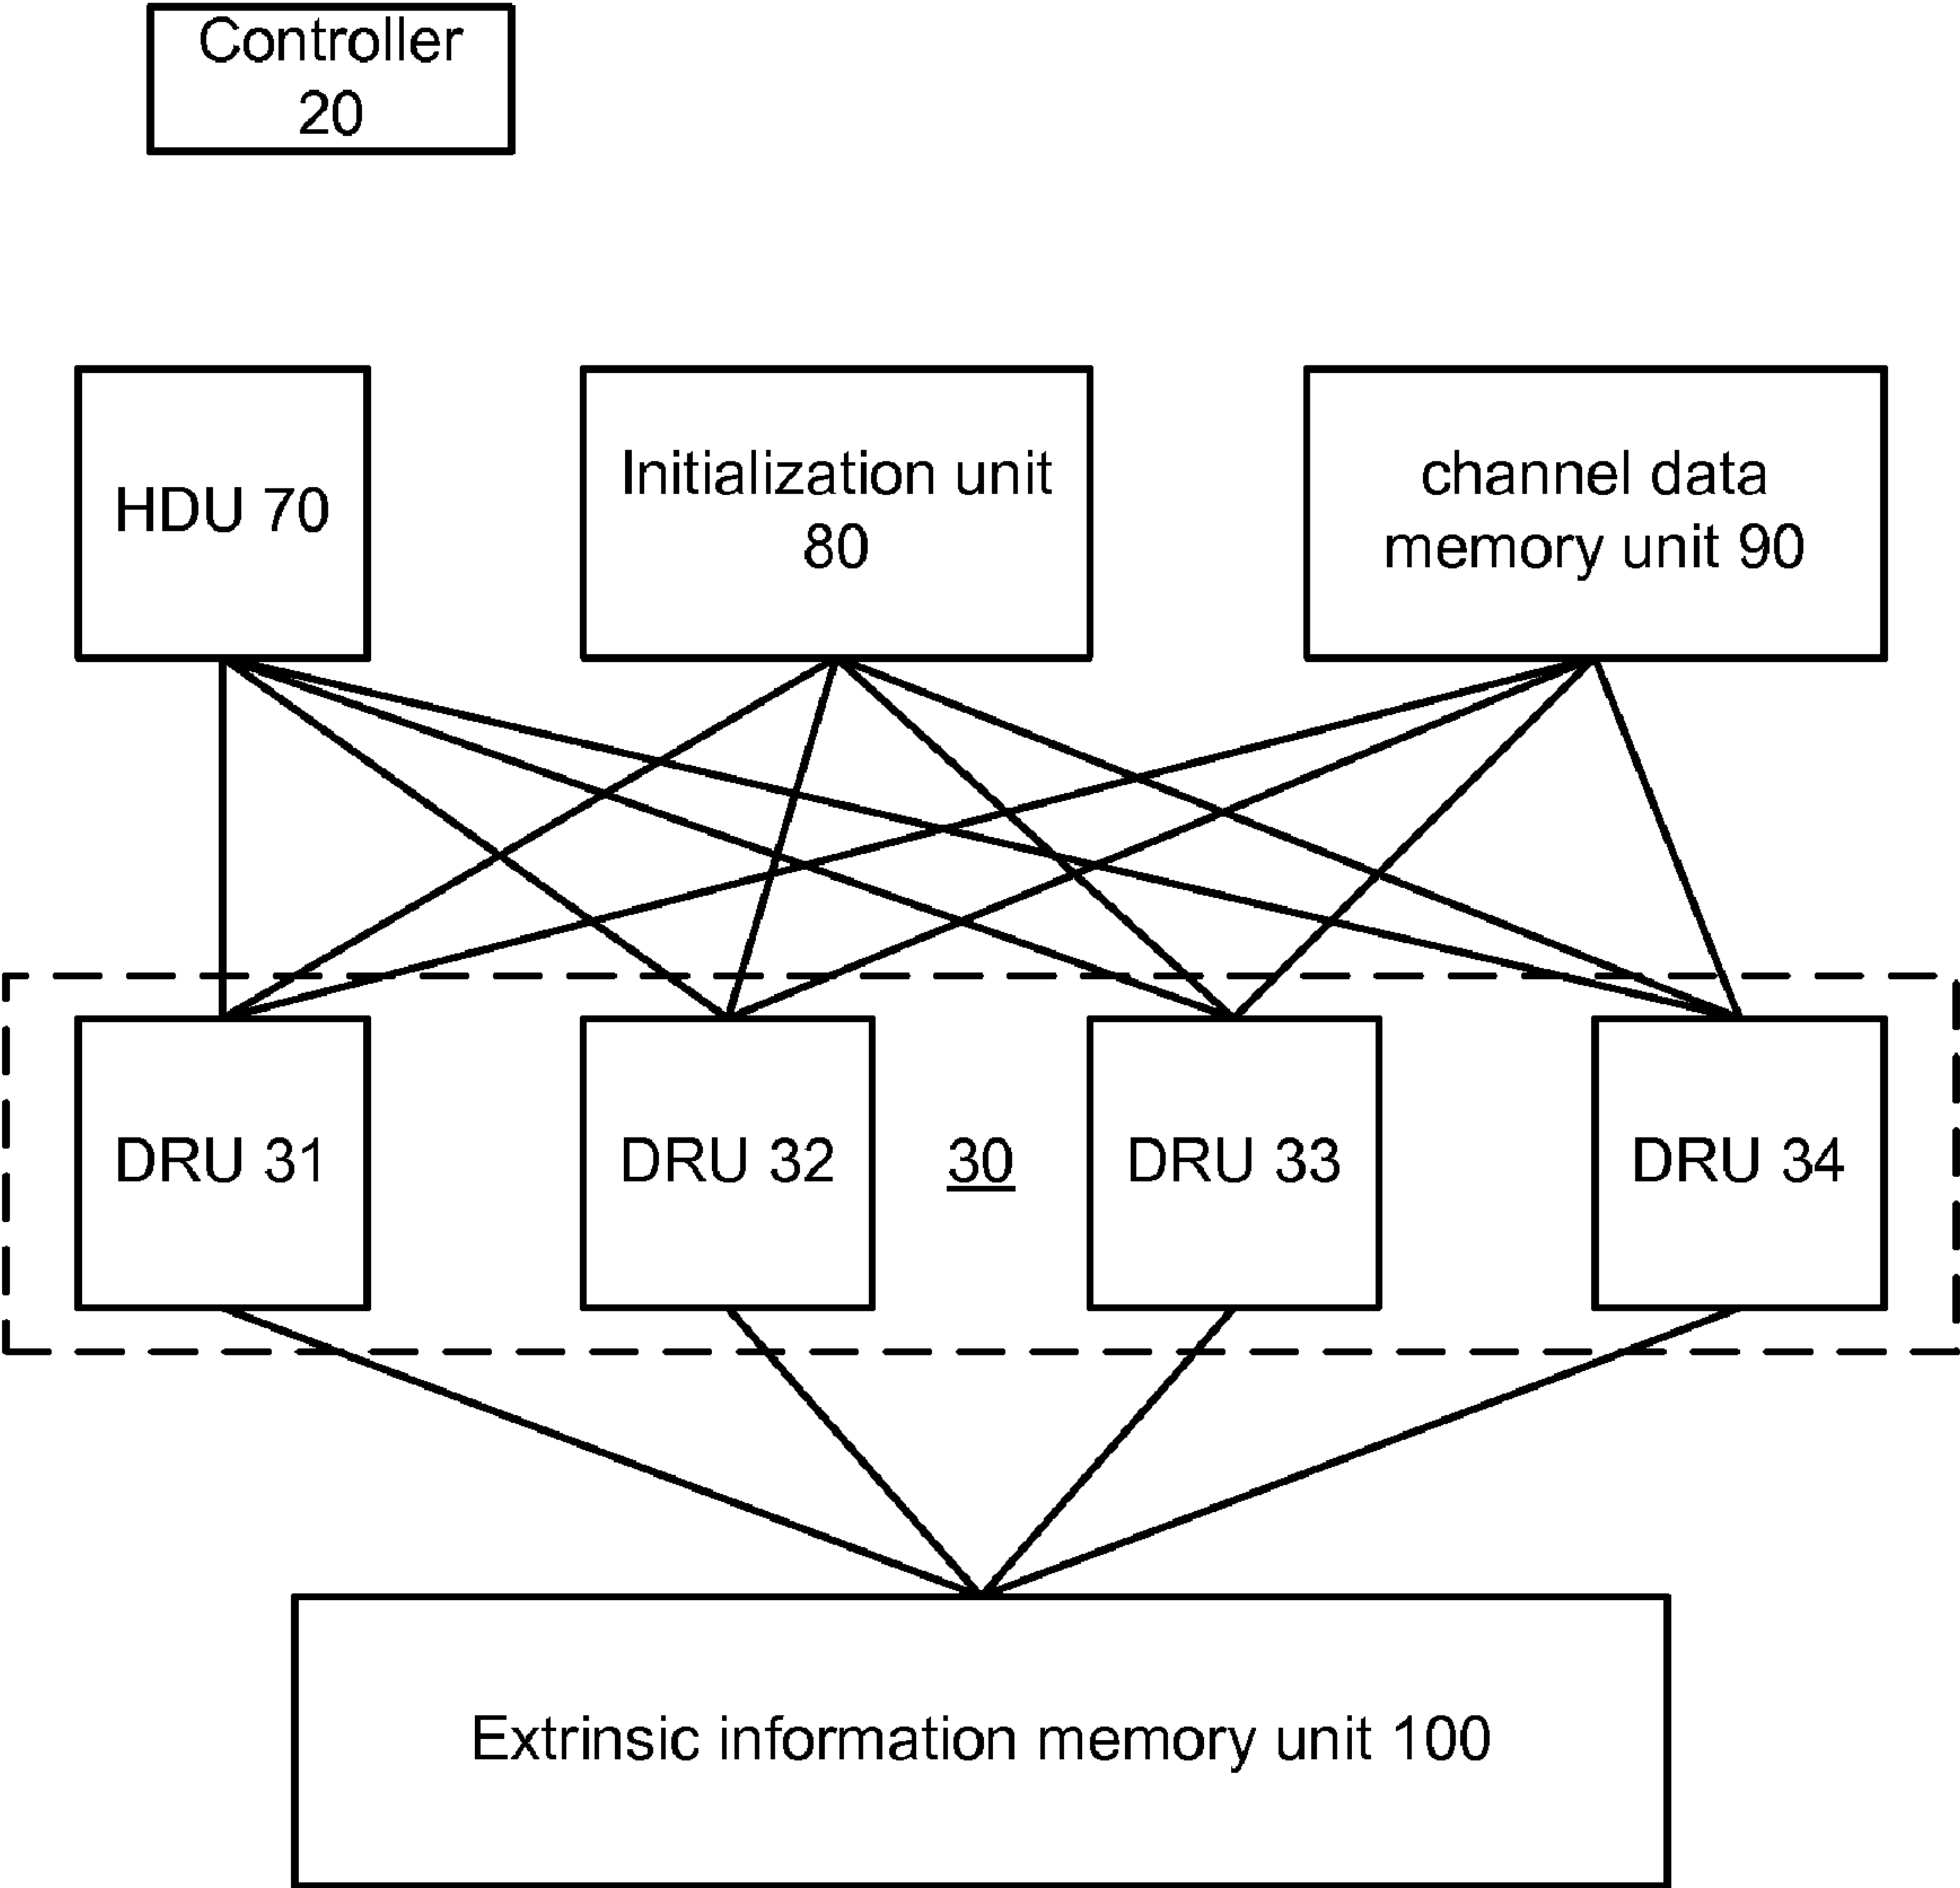 Controller
20
HDU 70
Initialization unit
80
channel data
memory unit 90
DRU 31
DRU 32
30
DRU 33
DRU 34
Extrinsic information memory unit 100